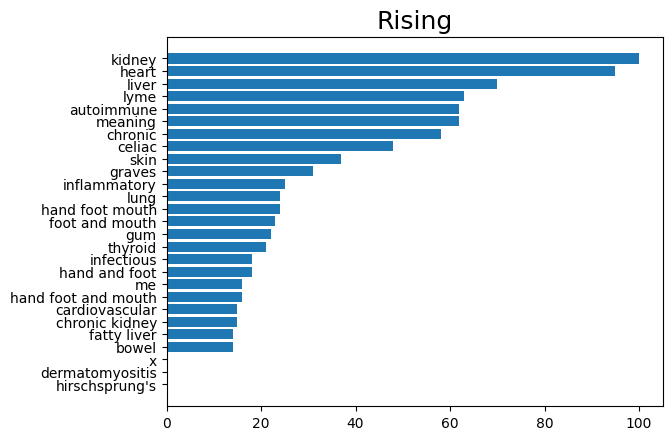 Rising
kidney
heart
liver
lyme
autoimmune
meaning
chronic
celiac
skin
graves
inflammatory
lung
hand foot mouth
foot and mouth
gum
thyroid
infectious
hand and foot
me
hand foot and mouth
cardiovascular
chronic kidney
fatty liver
bowel
x
dermatomyositis
hirschsprung's
0 20 40 60 80 100